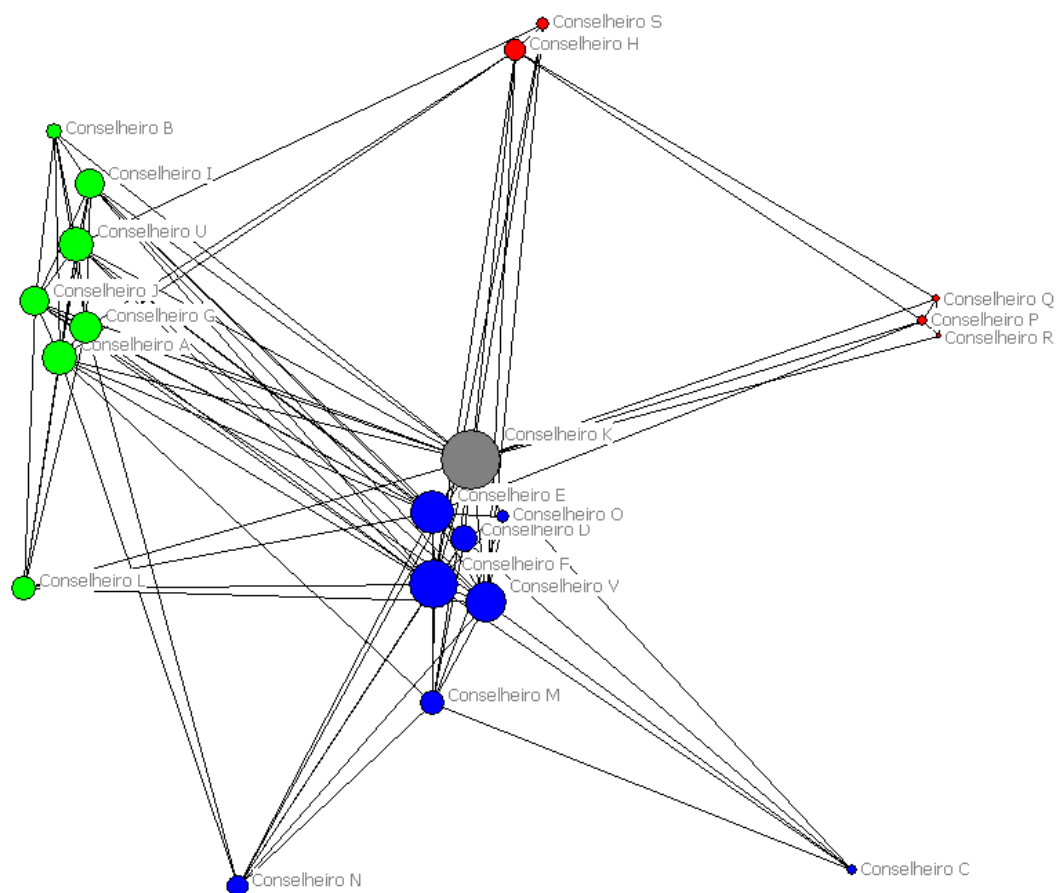 Conselheiro S
Conselheiro H
Conselheiro B
Conselheiro I
Conselheiro U
Conselheiro J
Conselheiro G
Conselheiro A
Conselheiro Q
Conselheiro P
Conselheiro R
Conselheiro K
Conselheiro E
Conselheiro O
Conselheiro D
Conselheiro F
Conselheiro L
Conselheiro V
Conselheiro M
Conselheiro C
Conselheiro N